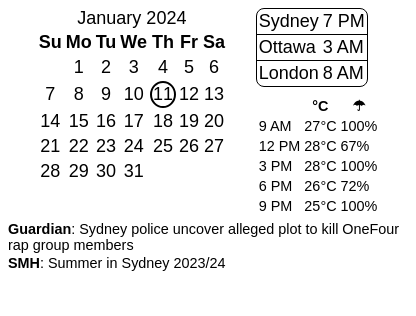 January 2024
Su Mo Tu We Th Fr Sa
1 2 3 4 5 6
7 8 9 10 11 12 13
14 15 16 17 18 19 20
21 22 23 24 25 26 27
28 29 30 31
Sydney 7 PM
Ottawa 3 AM
London 8 AM
°C ☂
9 AM 27°C 100%
12 PM 28°C 67%
3 PM 28°C 100%
6 PM 26°C 72%
9 PM 25°C 100%
Guardian: Sydney police uncover alleged plot to kill OneFour
rap group members
SMH: Summer in Sydney 2023/24